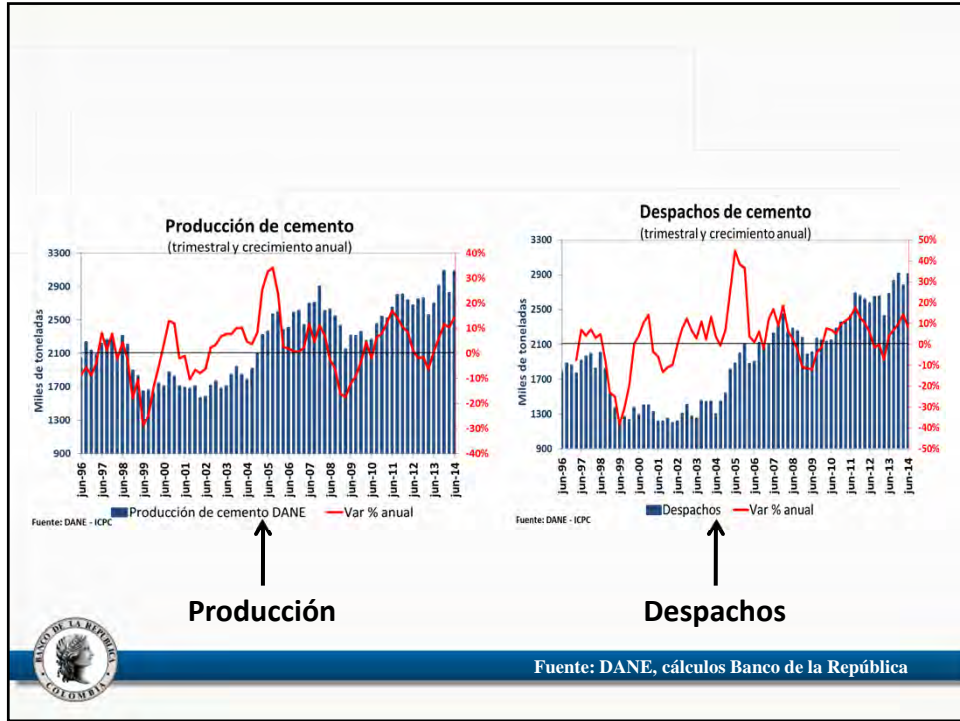 Producción de cemento
(trimestral y crecimiento anual)
Miles de toneladas
3300
2900
2500
2100
1700
1300
900
40%
30%
20%
10%
0%
-10%
-20%
-30%
-40%
jun-96
jun-97
jun-98
jun-99
jun-00
jun-01
jun-02
jun-03
jun-04
jun-05
jun-06
jun-07
jun-08
jun-09
jun-10
jun-11
jun-12
jun-13
jun-14
Producción de cemento DANE Var % anual
Fuente: DANE - ICPC
Despachos de cemento
(trimestral y crecimiento anual)
Miles de toneladas
3300
2900
2500
2100
1700
1300
900
50%
40%
30%
20%
10%
0%
-10%
-20%
-30%
-40%
-50%
jun-96
jun-97
jun-98
jun-99
jun-00
jun-01
jun-02
jun-03
jun-04
jun-05
jun-06
jun-07
jun-08
jun-09
jun-10
jun-11
jun-12
jun-13
jun-14
Despachos Var % anual
Fuente: DANE - ICPC
Producción
Despachos
BANCO DE LA REPUBLICA
COLOMBIA
Fuente: DANE, cálculos Banco de la República